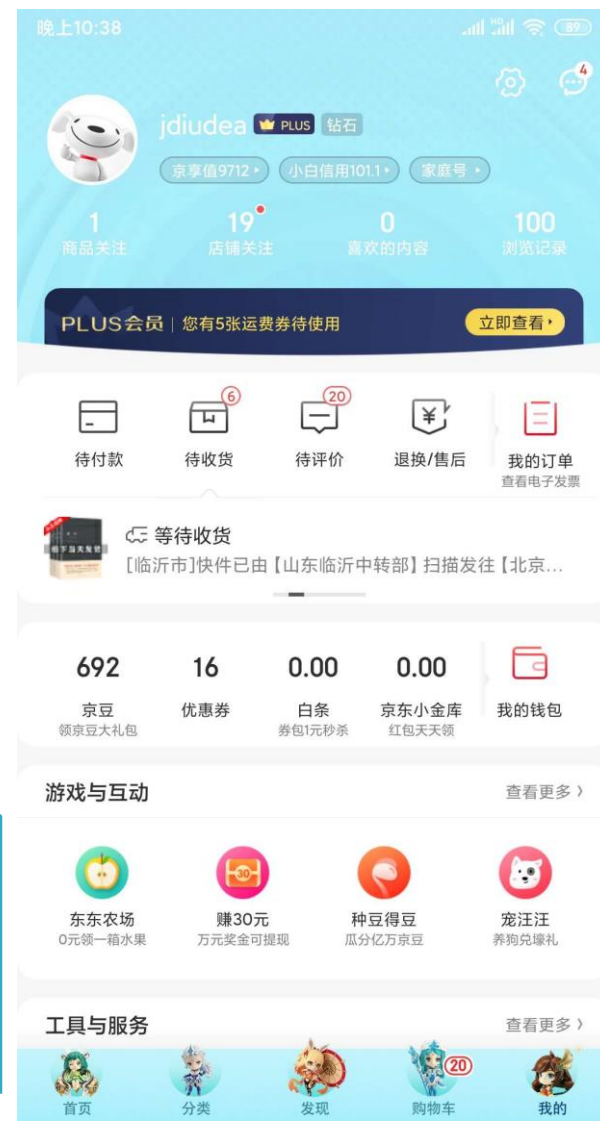 晚上10:38
HD
89
4
jdiudea PLUS 钻石
京享值9712 小白信用101.1 家庭号
1 19 0 100
商品关注 店铺关注 喜欢的内容 浏览记录
PLUS会员 | 您有5张运费券待使用 立即查看
6 20
待付款 待收货 待评价 退换/售后 我的订单
查看电子发票
等待收货
[临沂市]快件已由【山东临沂中转部】扫描发往【北京...
692 16 0.00 0.00
京豆 优惠券 白条 京东小金库 我的钱包
领京豆大礼包 券包1元秒杀 红包天天领
游戏与互动 查看更多
30
东东农场 赚30元 种豆得豆 宠汪汪
0元领一箱水果 万元奖金可提现 瓜分亿万京豆 养狗兑壕礼
工具与服务 查看更多
20
首页 分类 发现 购物车 我的